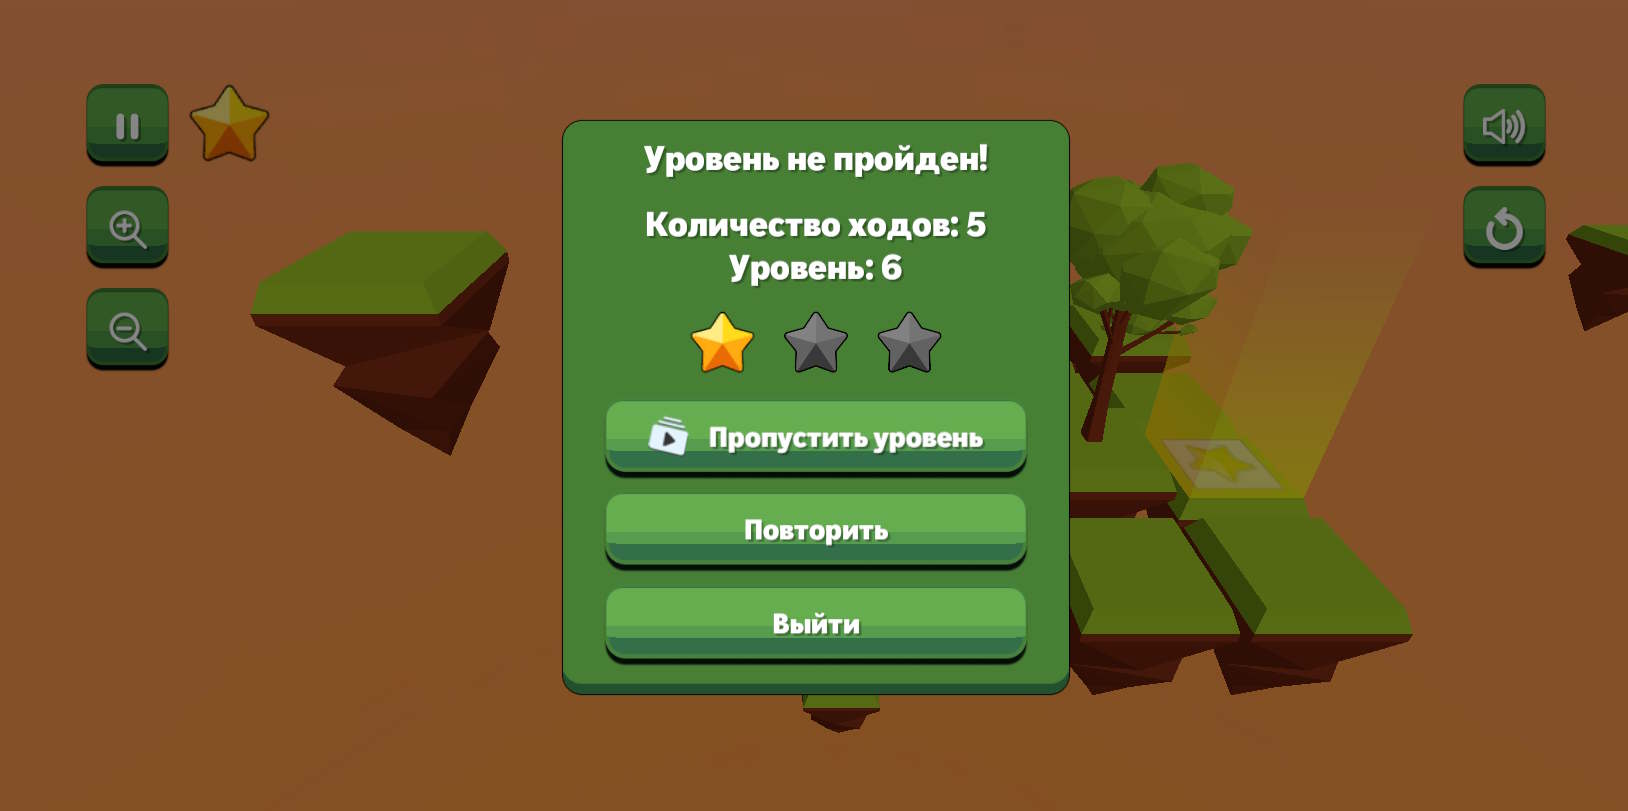 Уровень не пройден!
Количество ходов: 5
Уровень: 6
Пропустить уровень
Повторить
Выйти